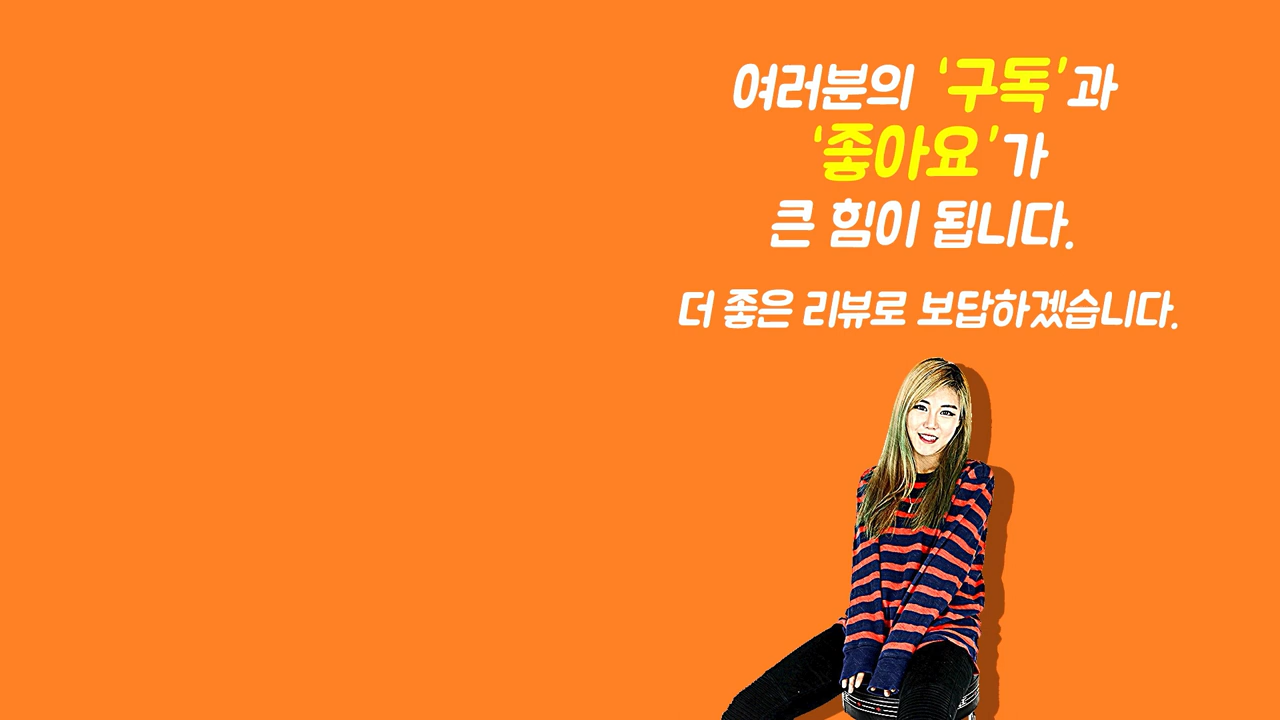 여러분의 '구독'과
'좋아요'가
큰 힘이 됩니다.
더 좋은 리뷰로 보답하겠습니다.